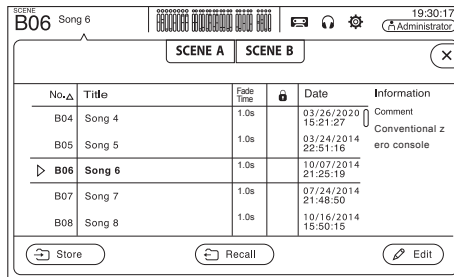 SCENE
B06 Song 6
19:30:17
Administrator
SCENE A SCENE B
No. Title Fade Time Date Information
B04 Song 4 1.0s 03/26/2020 15:21:27
Comment
Conventional z
ero console
B05 Song 5 1.0s 03/24/2014 22:51:16
B06 Song 6 1.0s 10/07/2014 21:25:19
B07 Song 7 1.0s 07/24/2014 21:48:50
B08 Song 8 1.0s 10/16/2014 15:50:15
Store Recall Edit